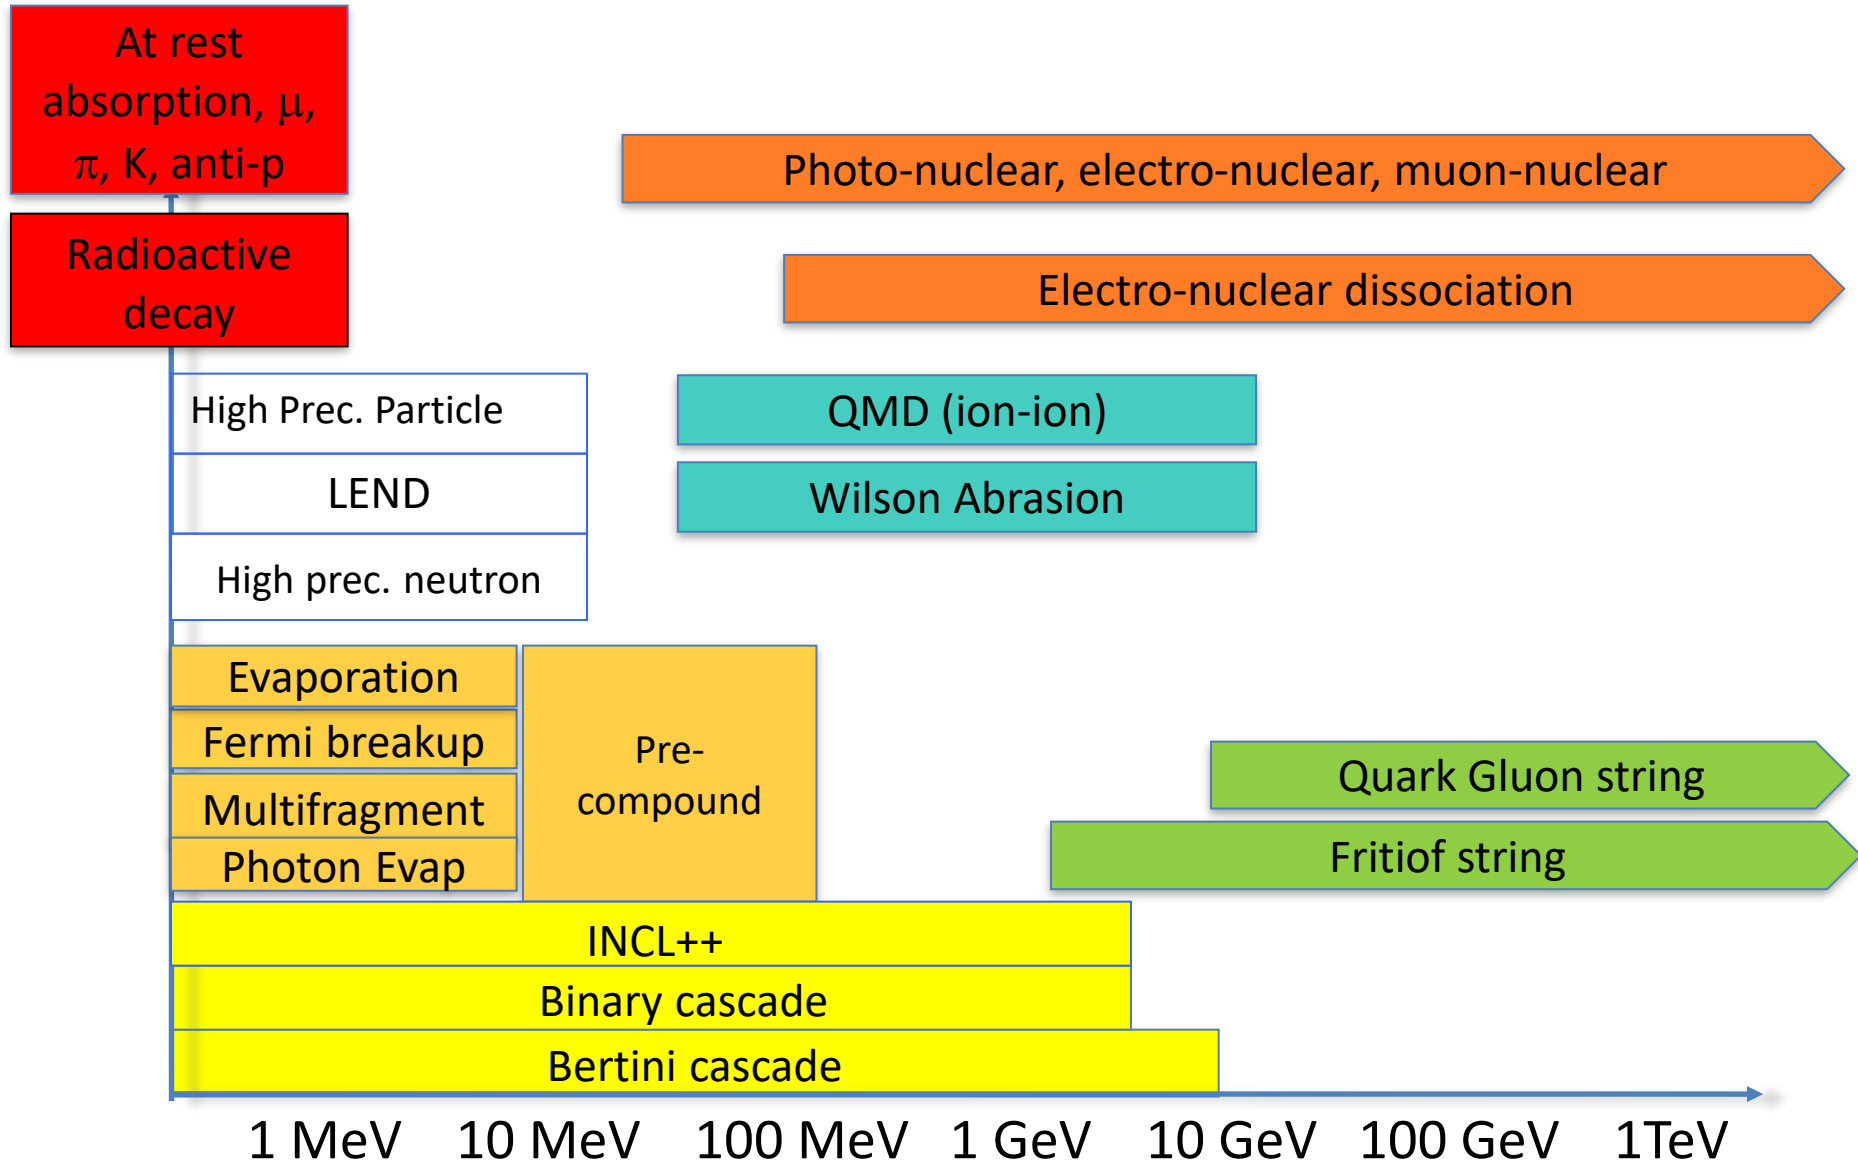 At rest
absorption, μ,
π, K, anti-p
Photo-nuclear, electro-nuclear, muon-nuclear
Radioactive
decay
Electro-nuclear dissociation
High Prec. Particle
QMD (ion-ion)
LEND
Wilson Abrasion
High prec. neutron
Evaporation
Fermi breakup
Multifragment
Photon Evap
Pre-
compound
Quark Gluon string
Fritiof string
INCL++
Binary cascade
Bertini cascade
1 MeV 10 MeV 100 MeV 1 GeV 10 GeV 100 GeV 1TeV